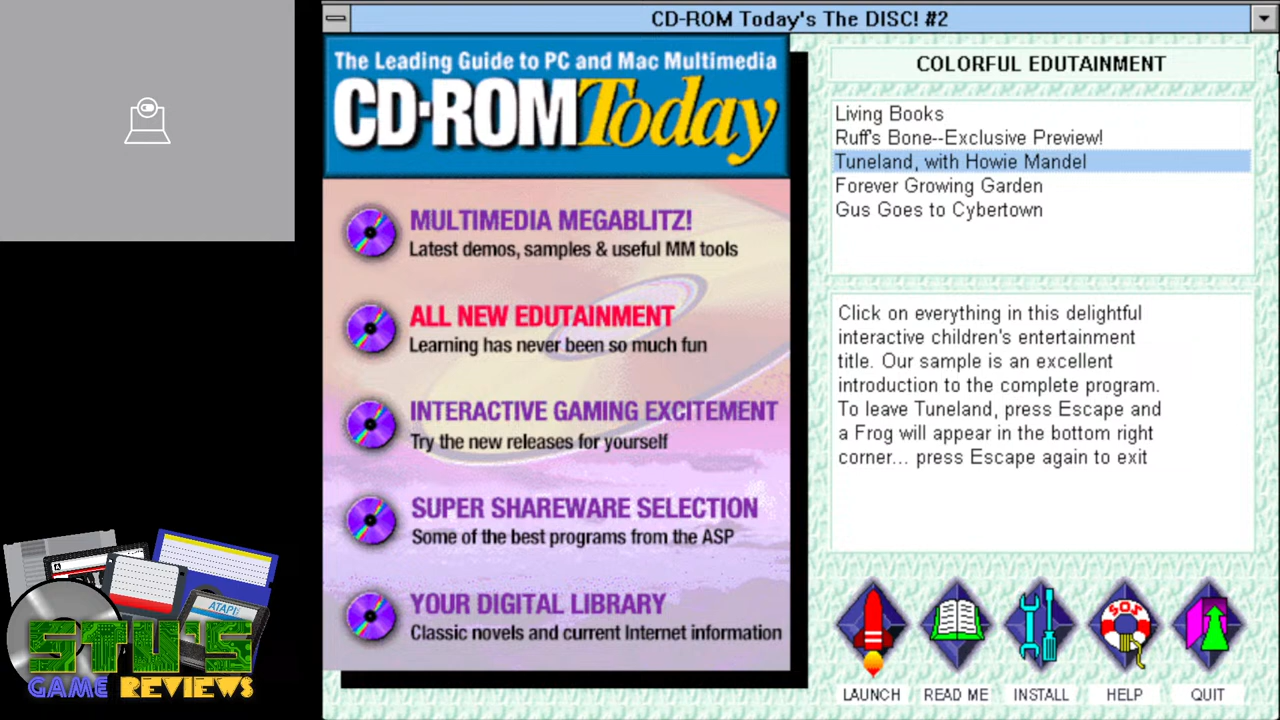 CD-ROM Today's The DISC! #2
The Leading Guide to PC and Mac Multimedia
CD-ROM Today
MULTIMEDIA MEGABLITZ!
Latest demos, samples & useful MM tools
ALL NEW EDUTAINMENT
Learning has never been so much fun
INTERACTIVE GAMING EXCITEMENT
Try the new releases for yourself
SUPER SHAREWARE SELECTION
Some of the best programs from the ASP
YOUR DIGITAL LIBRARY
Classic novels and current Internet information
COLORFUL EDUTAINMENT
Living Books
Ruff's Bone--Exclusive Preview!
Tuneland, with Howie Mandel
Forever Growing Garden
Gus Goes to Cybertown
Click on everything in this delightful
interactive children's entertainment
title. Our sample is an excellent
introduction to the complete program.
To leave Tuneland, press Escape and
a Frog will appear in the bottom right
corner... press Escape again to exit
SOS
LAUNCH
READ ME
INSTALL
HELP
QUIT
A
ATARI
STU'S
GAME REVIEWS